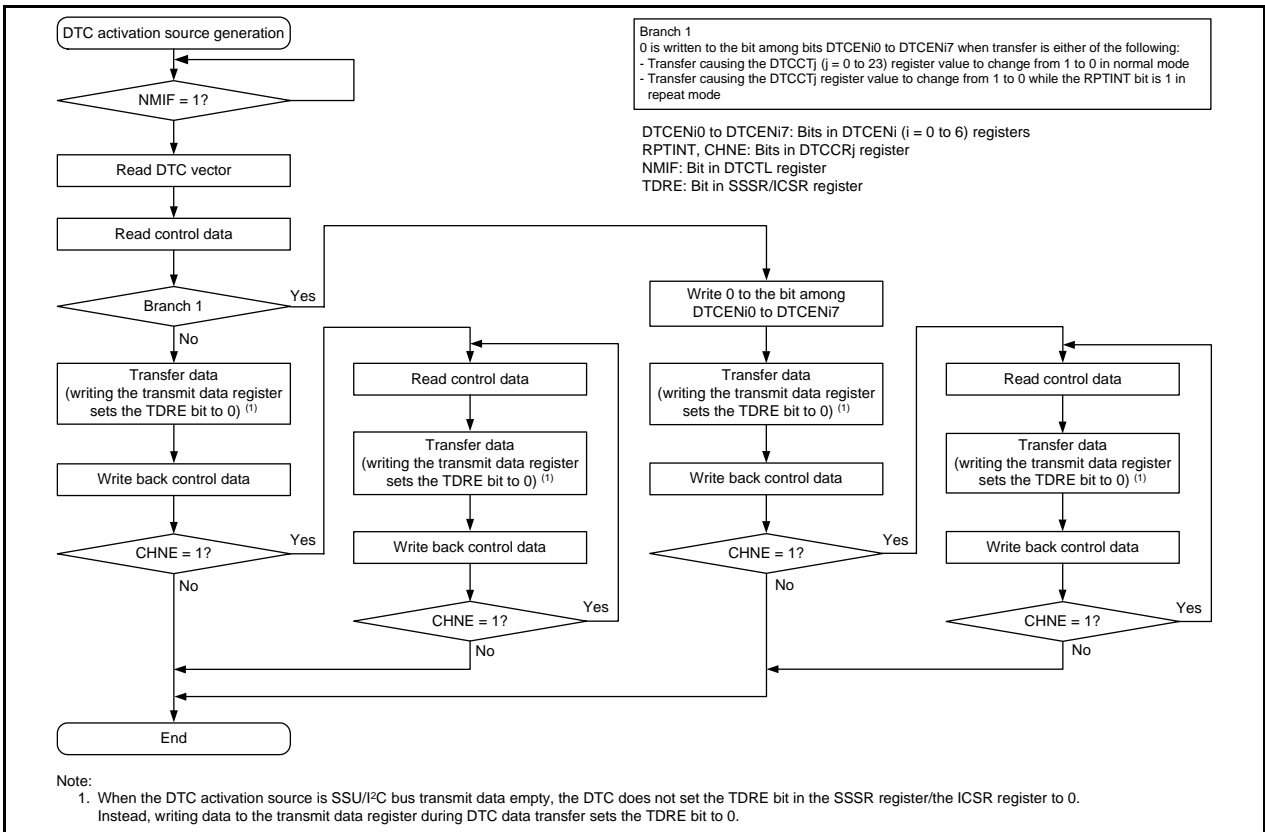 DTC activation source generation
NMIF = 1?
Read DTC vector
Read control data
Branch 1
Yes
No
Transfer data
(writing the transmit data register
sets the TDRE bit to 0) (1)
Write back control data
CHNE = 1?
Yes
No
Read control data
Transfer data
(writing the transmit data register
sets the TDRE bit to 0) (1)
Write back control data
CHNE = 1?
Yes
No
Branch 1
0 is written to the bit among bits DTCENi0 to DTCENi7 when transfer is either of the following:
- Transfer causing the DTCCTj (j = 0 to 23) register value to change from 1 to 0 in normal mode
- Transfer causing the DTCCTj register value to change from 1 to 0 while the RPTINT bit is 1 in
repeat mode
DTCENi0 to DTCENi7: Bits in DTCENi (i = 0 to 6) registers
RPTINT, CHNE: Bits in DTCCRj register
NMIF: Bit in DTCTL register
TDRE: Bit in SSSR/ICSR register
Write 0 to the bit among
DTCENi0 to DTCENi7
Transfer data
(writing the transmit data register
sets the TDRE bit to 0) (1)
Write back control data
CHNE = 1?
Yes
No
Read control data
Transfer data
(writing the transmit data register
sets the TDRE bit to 0) (1)
Write back control data
CHNE = 1?
Yes
No
End
Note:
1. When the DTC activation source is SSU/I²C bus transmit data empty, the DTC does not set the TDRE bit in the SSSR register/the ICSR register to 0.
Instead, writing data to the transmit data register during DTC data transfer sets the TDRE bit to 0.